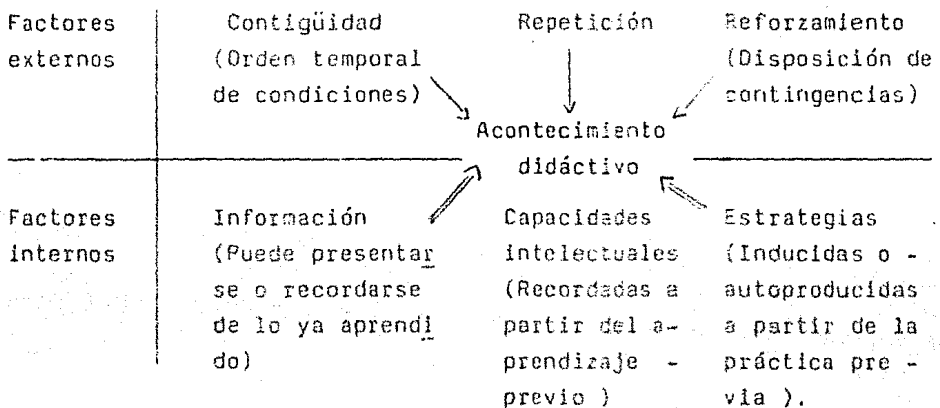 Factores Contigüidad Repetición Reforzamiento
externos (Orden temporal (Disposición de
de condiciones) contingencias)
Acontecimiento
didáctivo
Factores Información Capacidades Estrategias
internos (Puede presentar intelectuales (Inducidas o -
se o recordarse (Recordadas a autoproducidas
de lo ya aprendi partir del a- a partir de la
do) prendizaje - práctica pre -
previo ) via ).